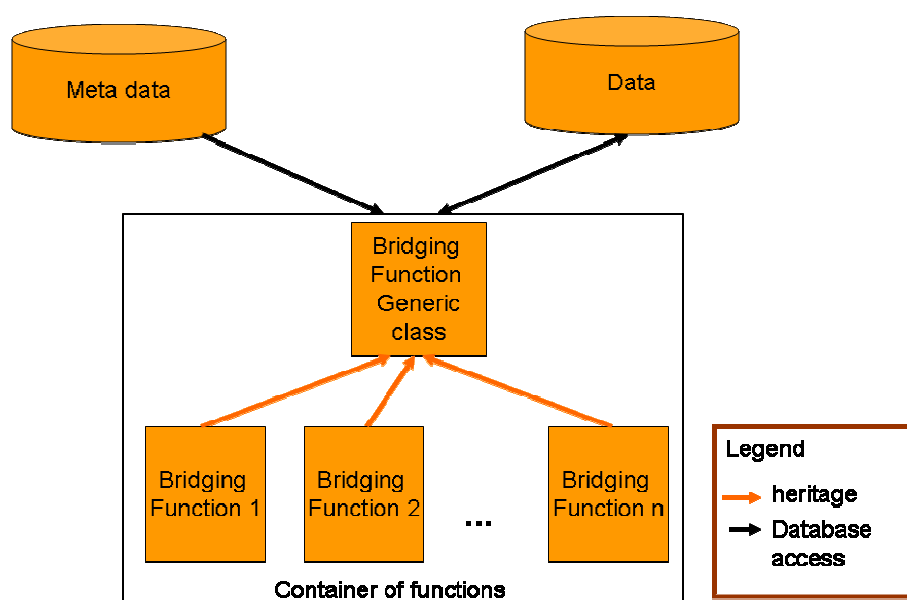 Meta data
Data
Bridging
Function
Generic
class
Bridging
Function 1
Bridging
Function 2
...
Bridging
Function n
Container of functions
Legend
heritage
Database
access